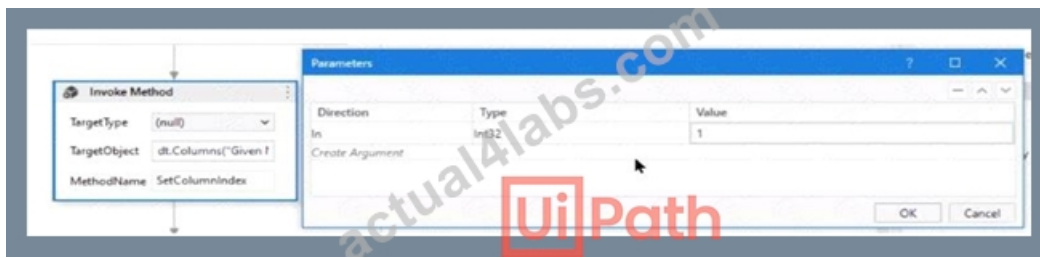 Invoke Method
TargetType (null)
TargetObject dt.Columns("Given
MethodName SetColumnIndex
Parameters
Direction Type Value
In Int32 1
Create Argument
OK Cancel
actual4labs.com
UiPath